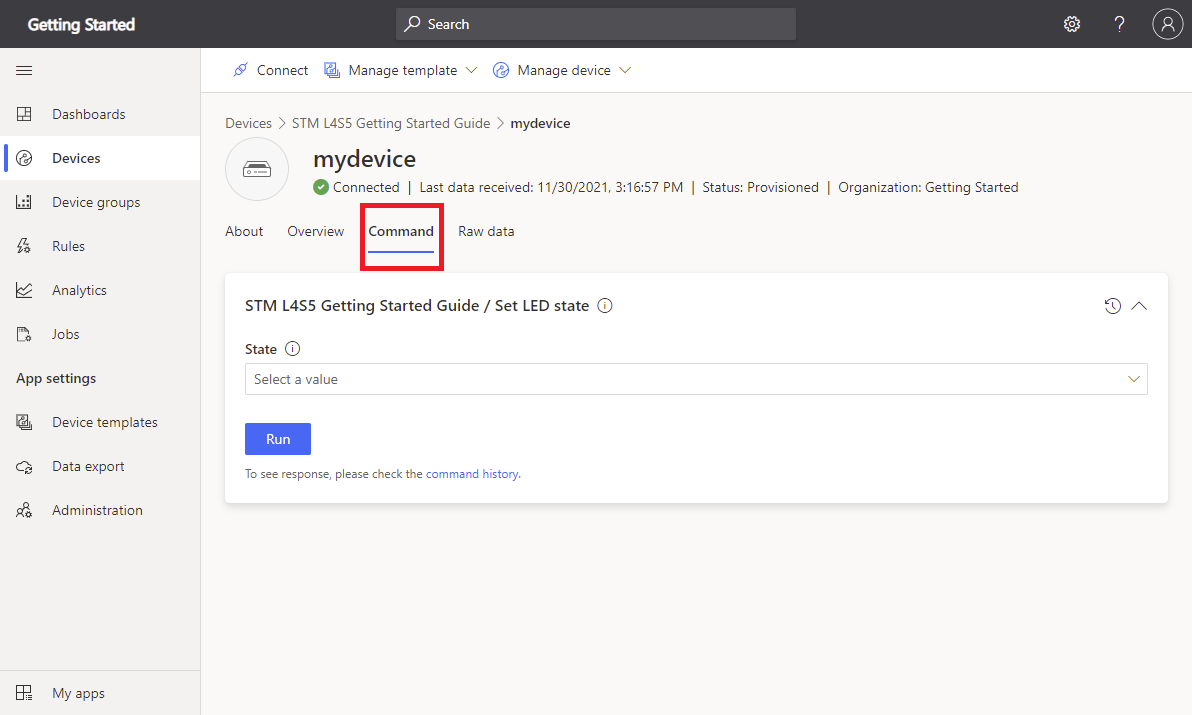 Getting Started
Search
?
Connect
Manage template
Manage device
Dashboards
Devices
Device groups
Rules
Analytics
Jobs
App settings
Device templates
Data export
Administration
My apps
Devices > STM L4S5 Getting Started Guide > mydevice
mydevice
Connected | Last data received: 11/30/2021, 3:16:57 PM | Status: Provisioned | Organization: Getting Started
About
Overview
Command
Raw data
STM L4S5 Getting Started Guide / Set LED state
State
Select a value
Run
To see response, please check the command history.